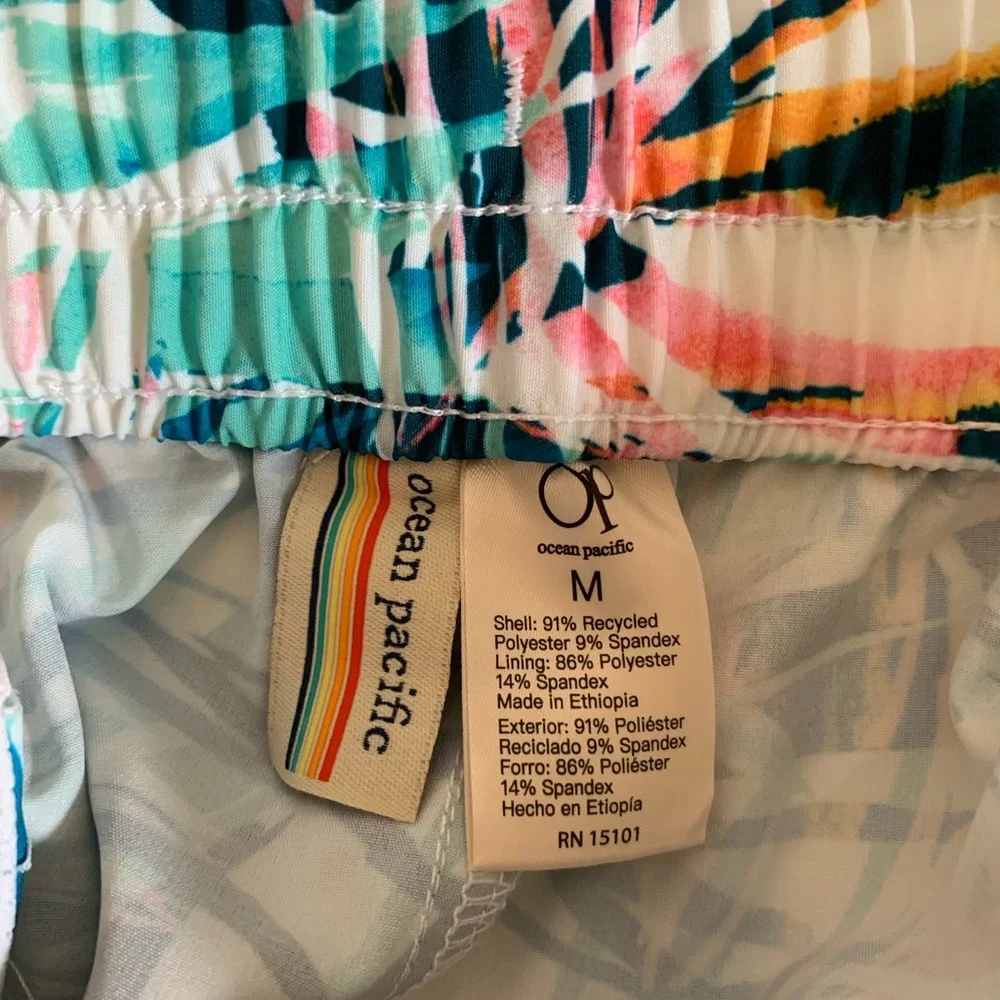 ocean pacific
Op
ocean pacific
M
Shell: 91% Recycled
Polyester 9% Spandex
Lining: 86% Polyester
14% Spandex
Made in Ethiopia
Exterior: 91% Poliéster
Reciclado 9% Spandex
Forro: 86% Poliéster
14% Spandex
Hecho en Etiopía
RN 15101